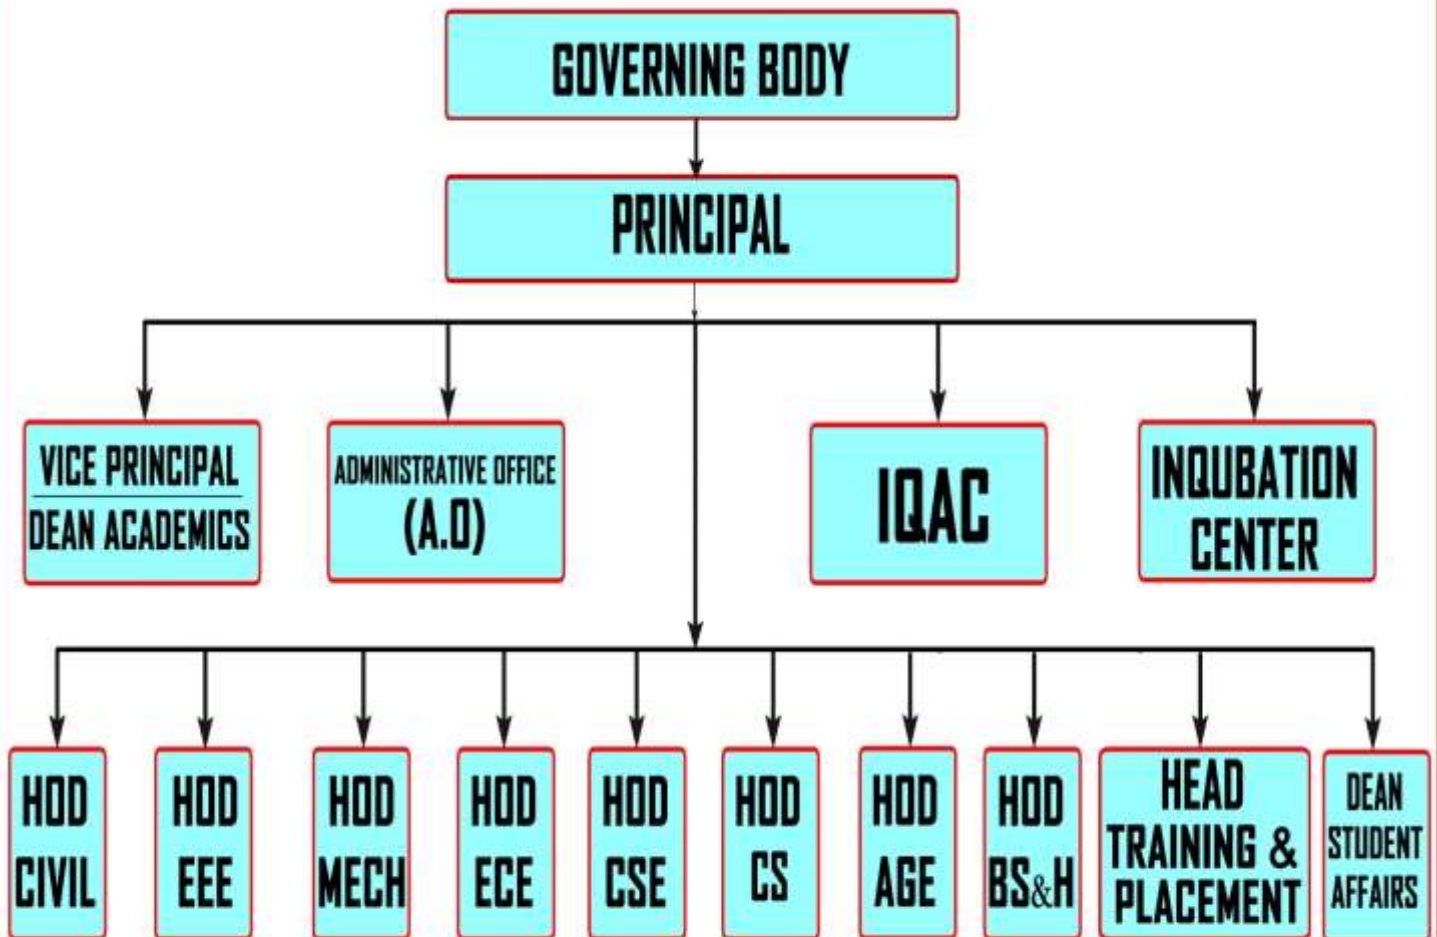 GOVERNING BODY
PRINCIPAL
VICE PRINCIPAL
DEAN ACADEMICS
ADMINISTRATIVE OFFICE
(A.O)
IQAC
INQUBATION
CENTER
HOD
CIVIL
HOD
EEE
HOD
MECH
HOD
ECE
HOD
CSE
HOD
CS
HOD
AGE
HOD
BS&H
HEAD
TRAINING &
PLACEMENT
DEAN
STUDENT
AFFAIRS